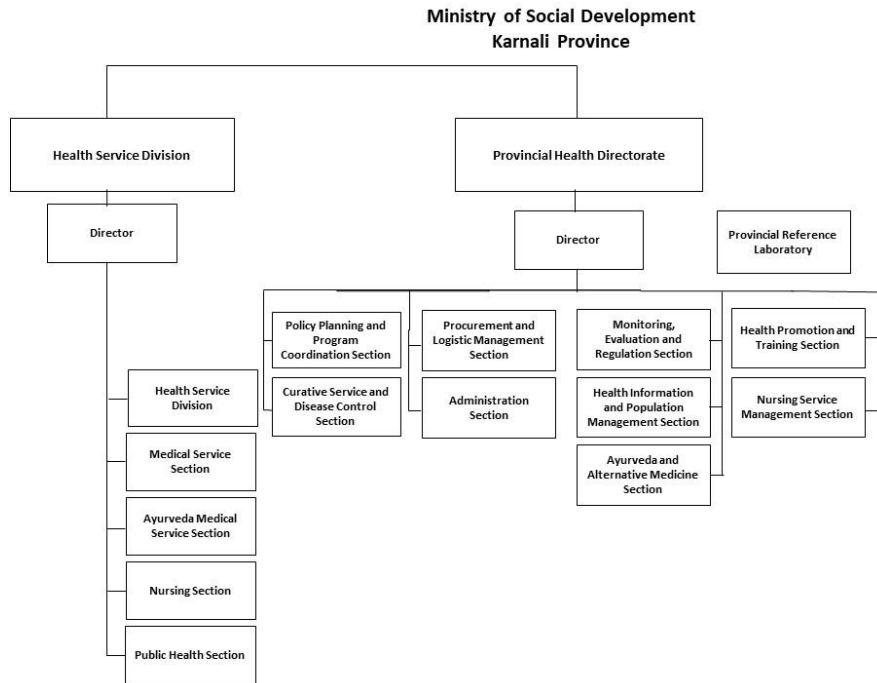 Ministry of Social Development
Karnali Province
Health Service Division
Provincial Health Directorate
Director
Director
Provincial Reference
Laboratory
Policy Planning and
Program
Coordination Section
Procurement and
Logistic Management
Section
Monitoring,
Evaluation and
Regulation Section
Health Promotion and
Training Section
Curative Service and
Disease Control
Section
Administration
Section
Health Information
and Population
Management Section
Nursing Service
Management Section
Ayurveda and
Alternative Medicine
Section
Health Service
Division
Medical Service
Section
Ayurveda Medical
Service Section
Nursing Section
Public Health Section